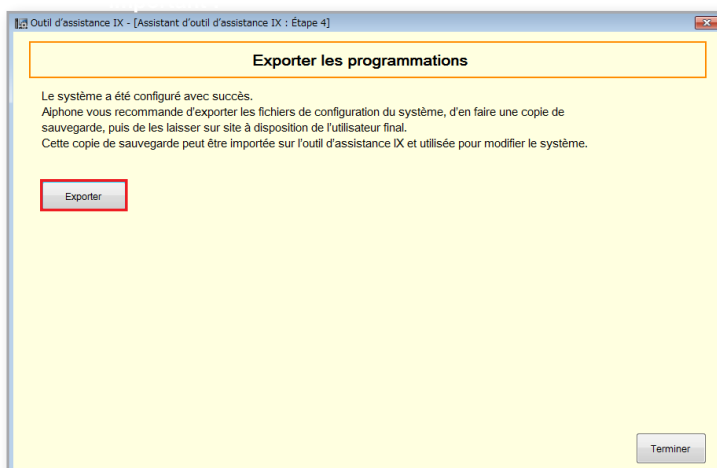 Outil d'assistance IX - [Assistant d'outil d'assistance IX : Étape 4]
Exporter les programmations
Le système a été configuré avec succès.
Aiphone vous recommande d'exporter les fichiers de configuration du système, d'en faire une copie de
sauvegarde, puis de les laisser sur site à disposition de l'utilisateur final.
Cette copie de sauvegarde peut être importée sur l'outil d'assistance IX et utilisée pour modifier le système.
Exporter
Terminer